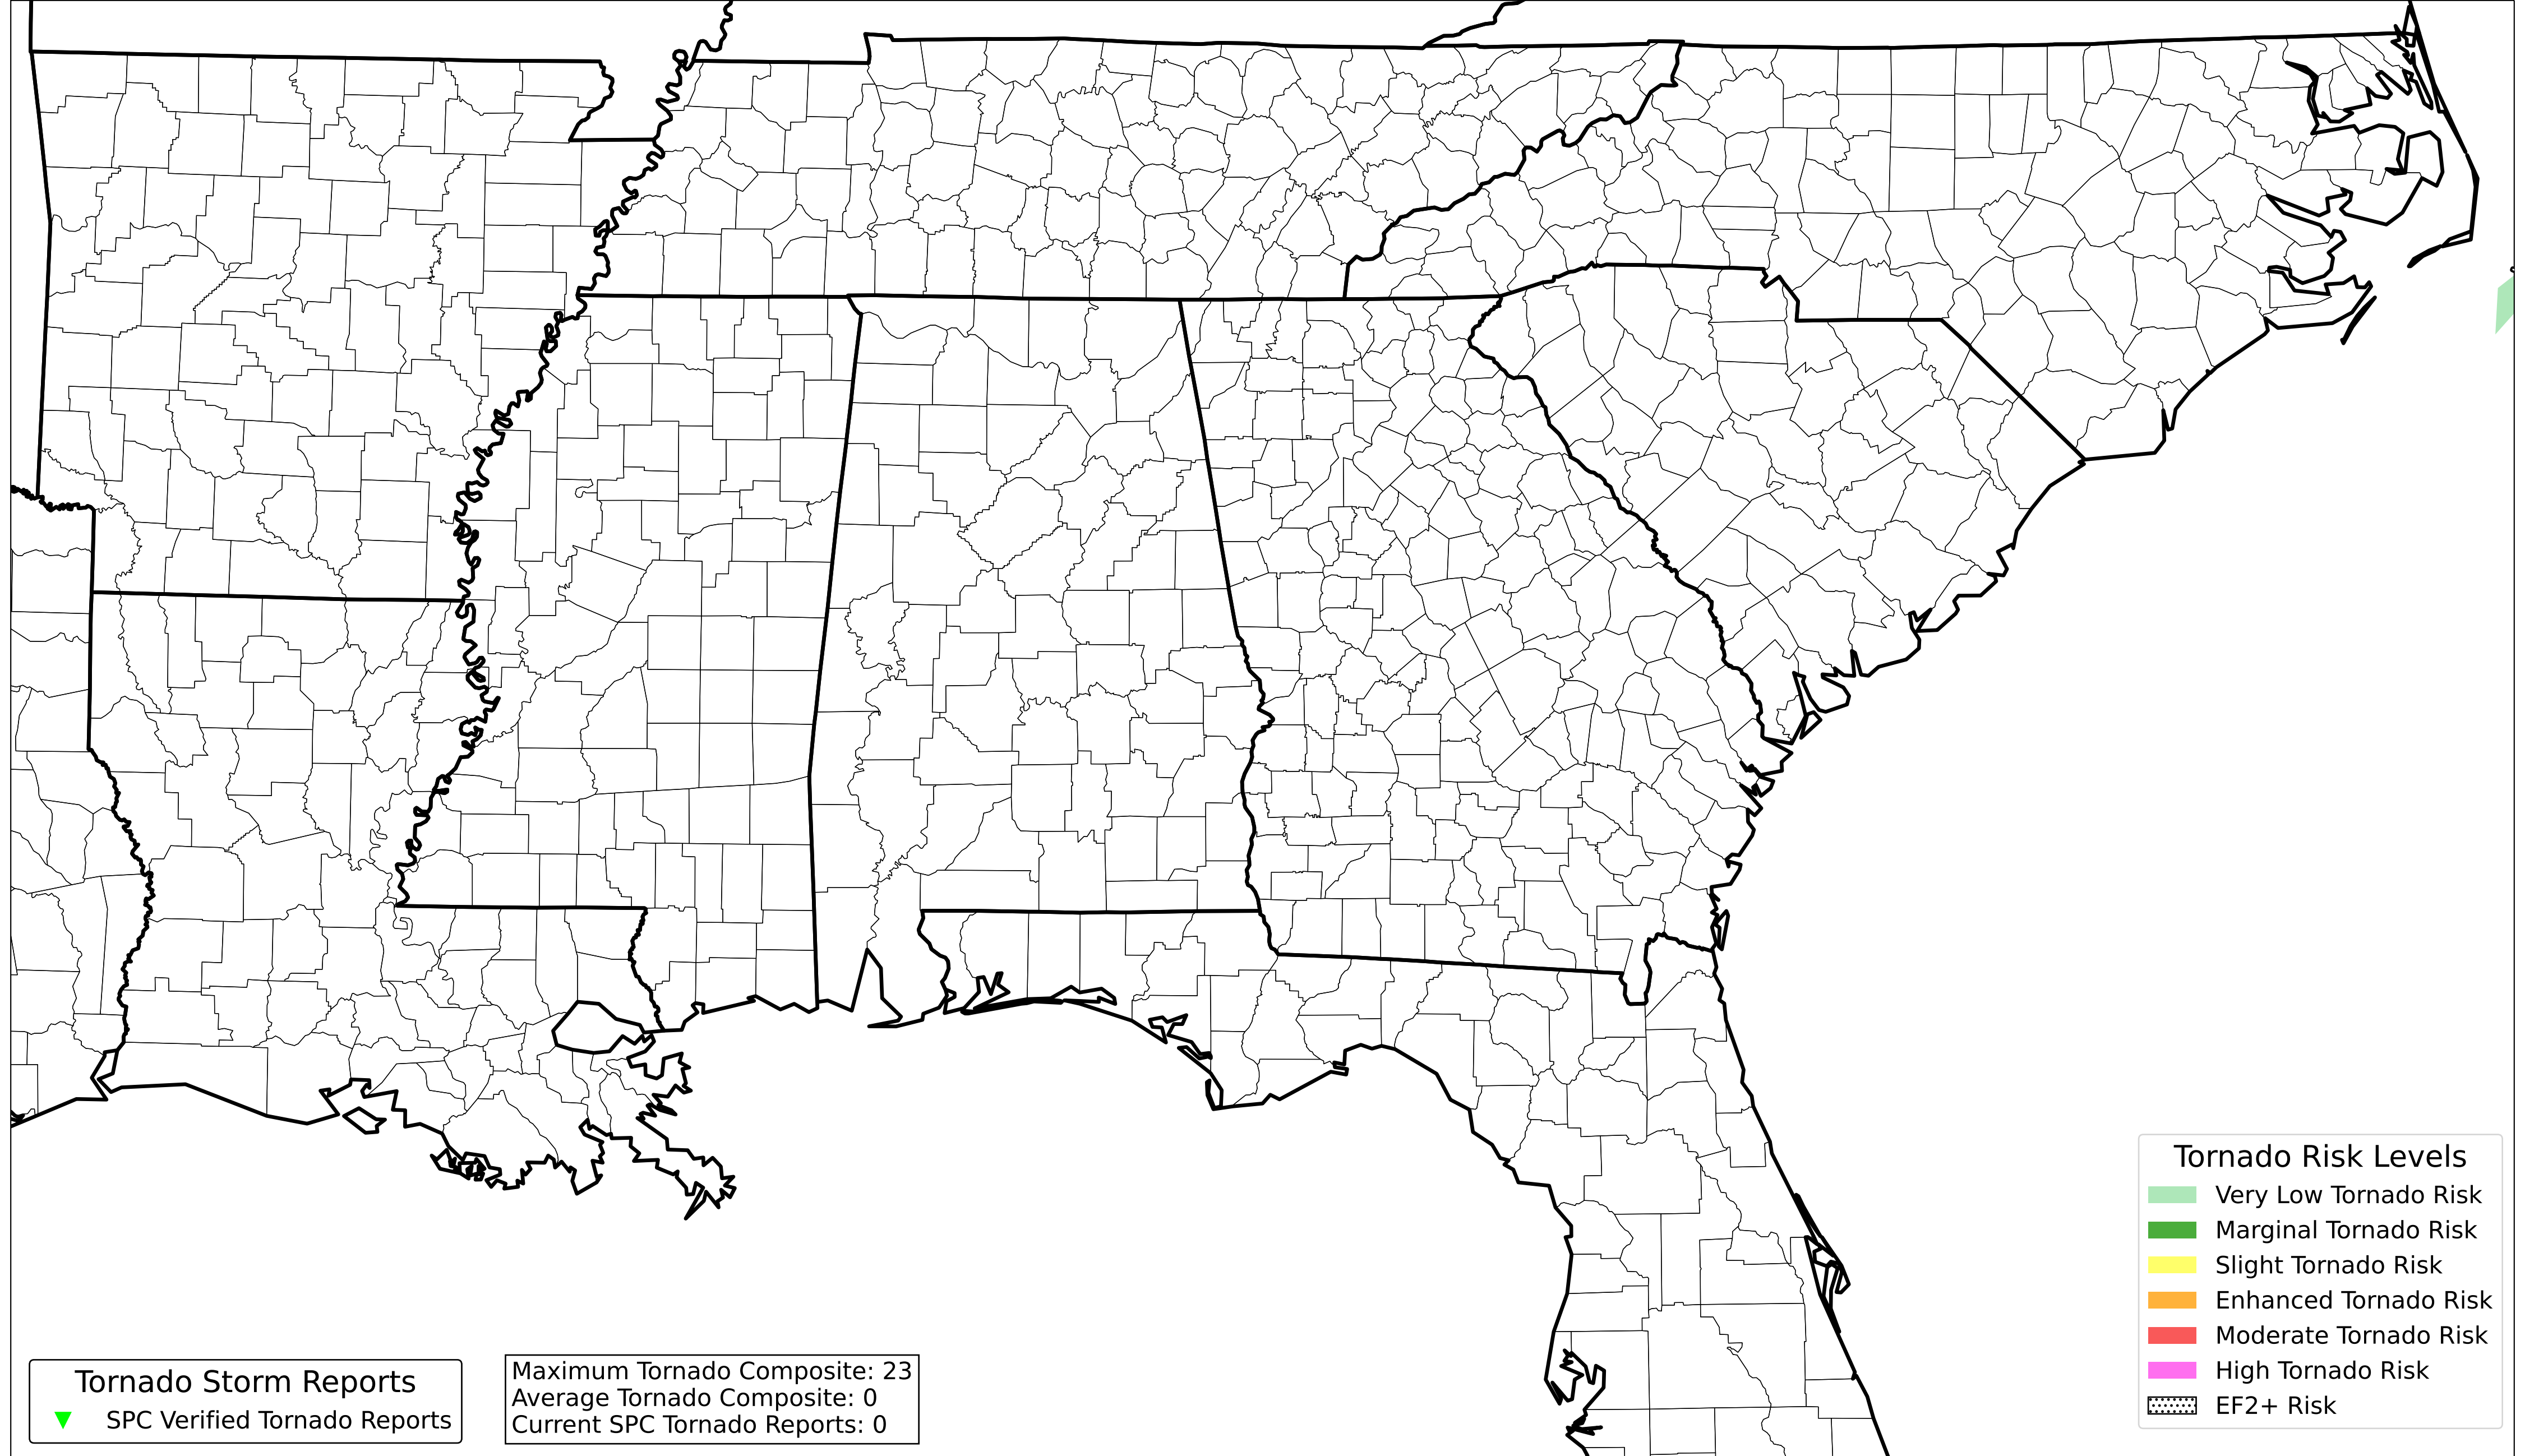 Tornado Risk Levels
Very Low Tornado Risk
Marginal Tornado Risk
Slight Tornado Risk
Enhanced Tornado Risk
Moderate Tornado Risk
High Tornado Risk
EF2+ Risk
Tornado Storm Reports
SPC Verified Tornado Reports
Maximum Tornado Composite: 23
Average Tornado Composite: 0
Current SPC Tornado Reports: 0